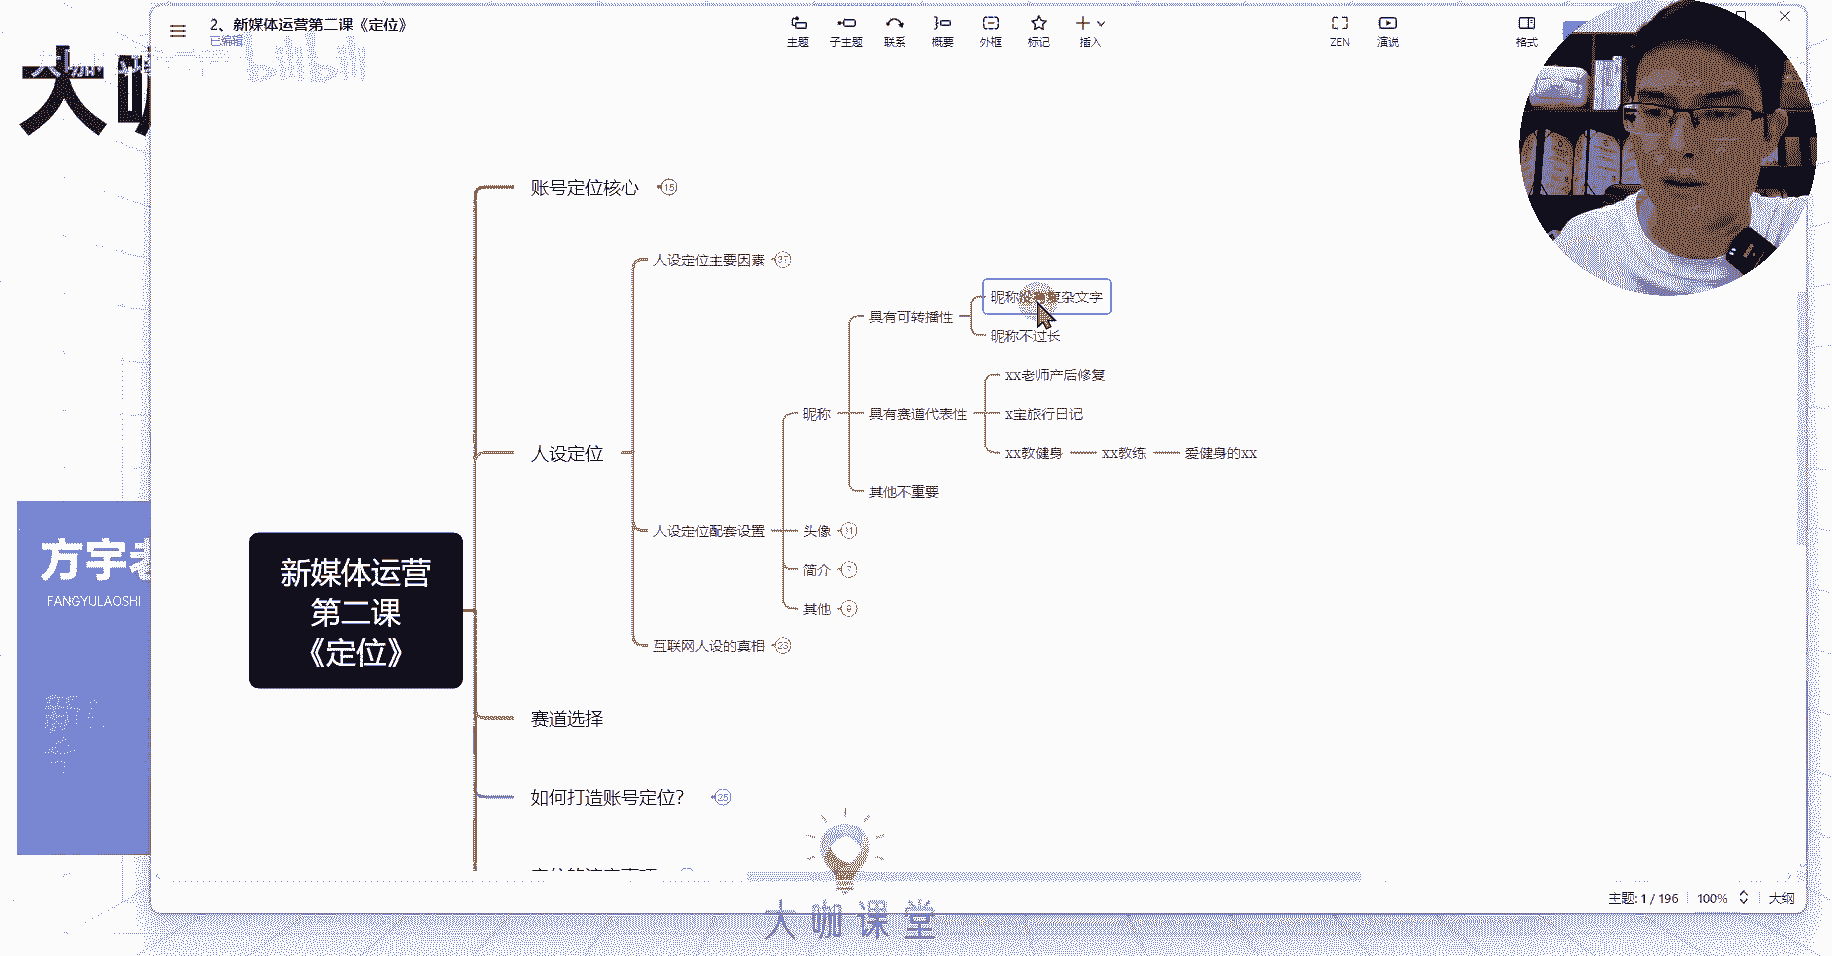 2、新媒体运营第二课《定位》
已编辑
主题
子主题
联系
概要
外框
标记
插入
ZEN
演说
格式
大咖
bilibili
账号定位核心
15
人设定位主要因素
37
昵称没有复杂文字
具有可转播性
昵称不过长
xx老师产后修复
昵称
具有赛道代表性
x宝旅行日记
人设定位
xx教健身
xx教练
爱健身的xx
其他不重要
人设定位配套设置
头像
简介
7
其他
9
互联网人设的真相
23
新媒体运营
第二课
《定位》
赛道选择
如何打造账号定位？
25
方宇老
FANGYULAOSHI
大咖课堂
主题: 1 / 196
100%
大纲